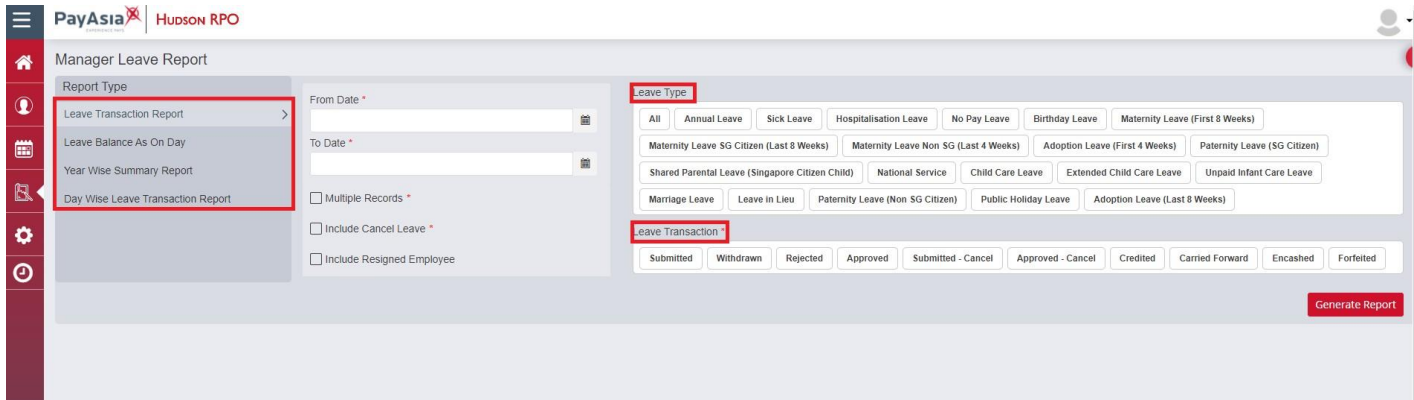 PayAsia HUDSON RPO
Manager Leave Report
Report Type
Leave Transaction Report
Leave Balance As On Day
Year Wise Summary Report
Day Wise Leave Transaction Report
From Date *
To Date *
Multiple Records *
Include Cancel Leave *
Include Resigned Employee
Leave Type
All Annual Leave Sick Leave Hospitalisation Leave No Pay Leave Birthday Leave Maternity Leave (First 8 Weeks)
Maternity Leave SG Citizen (Last 8 Weeks) Maternity Leave Non SG (Last 4 Weeks) Adoption Leave (First 4 Weeks) Paternity Leave (SG Citizen)
Shared Parental Leave (Singapore Citizen Child) National Service Child Care Leave Extended Child Care Leave Unpaid Infant Care Leave
Marriage Leave Leave in Lieu Paternity Leave (Non SG Citizen) Public Holiday Leave Adoption Leave (Last 8 Weeks)
Leave Transaction *
Submitted Withdrawn Rejected Approved Submitted - Cancel Approved - Cancel Credited Carried Forward Encashed Forfeited
Generate Report